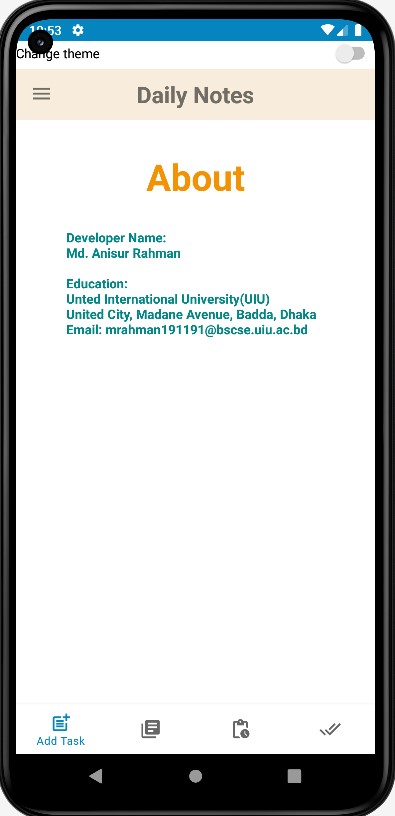 10:53
Change theme
Daily Notes
About
Developer Name:
Md. Anisur Rahman
Education:
Unted International University(UIU)
United City, Madane Avenue, Badda, Dhaka
Email: mrahman191191@bscse.uiu.ac.bd
Add Task